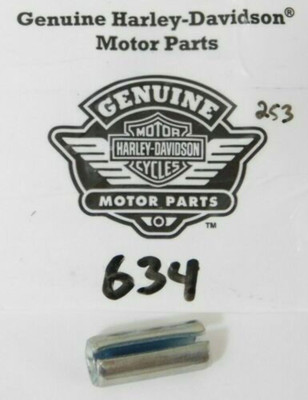 Genuine Harley-Davidson®
Motor Parts
253
GENUINE
MOTOR
HARLEY-DAVIDSON
CYCLES
MOTOR PARTS
TM
634